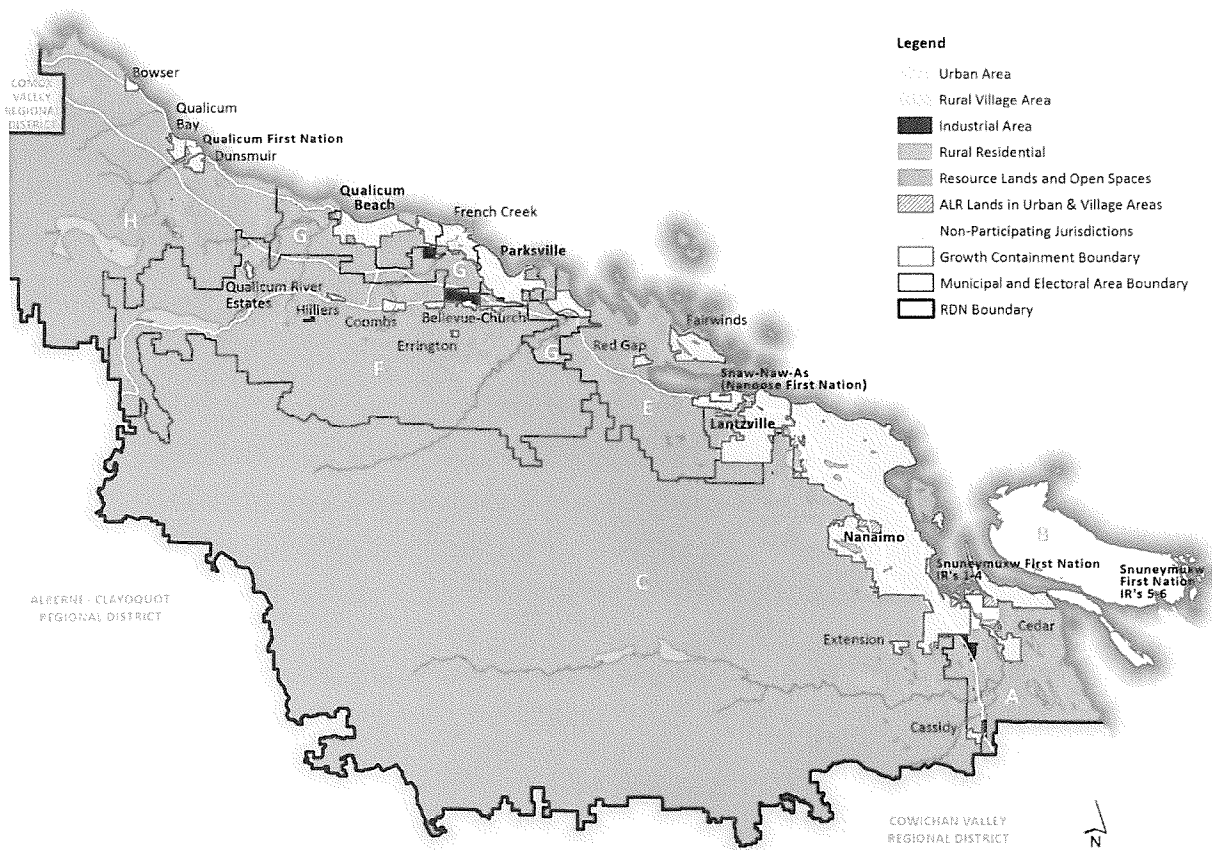 Legend
Urban Area
Rural Village Area
Industrial Area
Rural Residential
Resource Lands and Open Spaces
ALR Lands in Urban & Village Areas
Non-Participating Jurisdictions
Growth Containment Boundary
Municipal and Electoral Area Boundary
RDN Boundary
COMOX
VALLEY
REGIONAL
DISTRICT
Bowser
Qualicum
Bay
Qualicum First Nation
Dunsmuir
Qualicum
Beach
French Creek
Parksville
H
G
G
Qualicum River
Estates
Hilliers
Coombs
Bellevue-Church
Errington
Fairwinds
Red Gap
G
F
E
Snaw-Naw-As
(Nanoose First Nation)
Lantzville
Nanaimo
B
Snuneymuxw First Nation
IR's 1-4
Snuneymuxw
First Nation
IR's 5-6
C
ALBERNI - CLAYOQUOT
REGIONAL DISTRICT
Extension
Cedar
A
Cassidy
COWICHAN VALLEY
REGIONAL DISTRICT
N